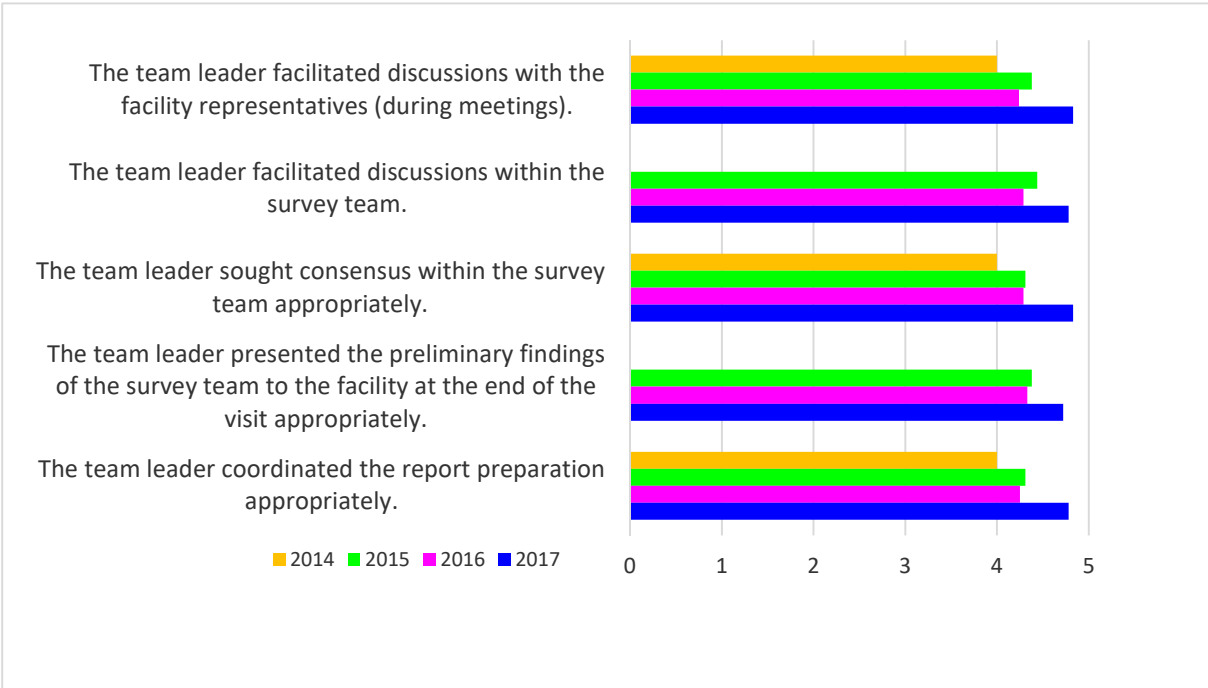 The team leader facilitated discussions with the
facility representatives (during meetings).
The team leader facilitated discussions within the
survey team.
The team leader sought consensus within the survey
team appropriately.
The team leader presented the preliminary findings
of the survey team to the facility at the end of the
visit appropriately.
The team leader coordinated the report preparation
appropriately.
2014 2015 2016 2017
0 1 2 3 4 5